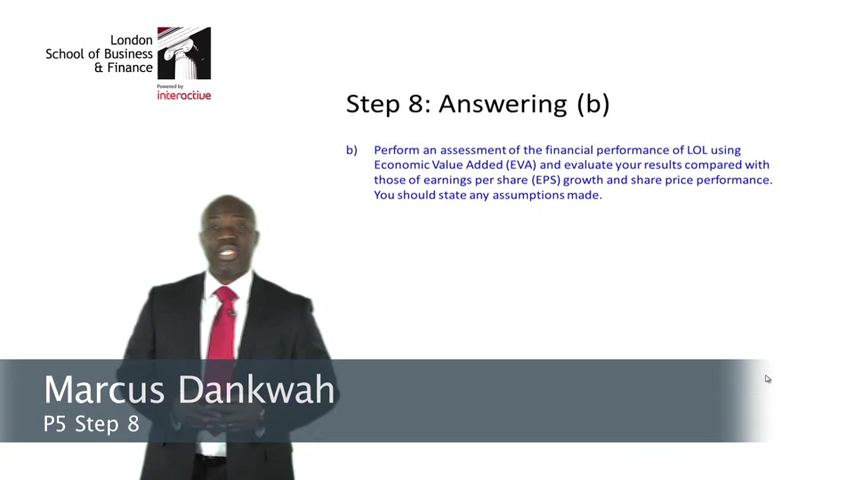 London
School of Business
& Finance
Powered by
interactive
Step 8: Answering (b)
b) Perform an assessment of the financial performance of LOL using
Economic Value Added (EVA) and evaluate your results compared with
those of earnings per share (EPS) growth and share price performance.
You should state any assumptions made.
Marcus Dankwah
P5 Step 8